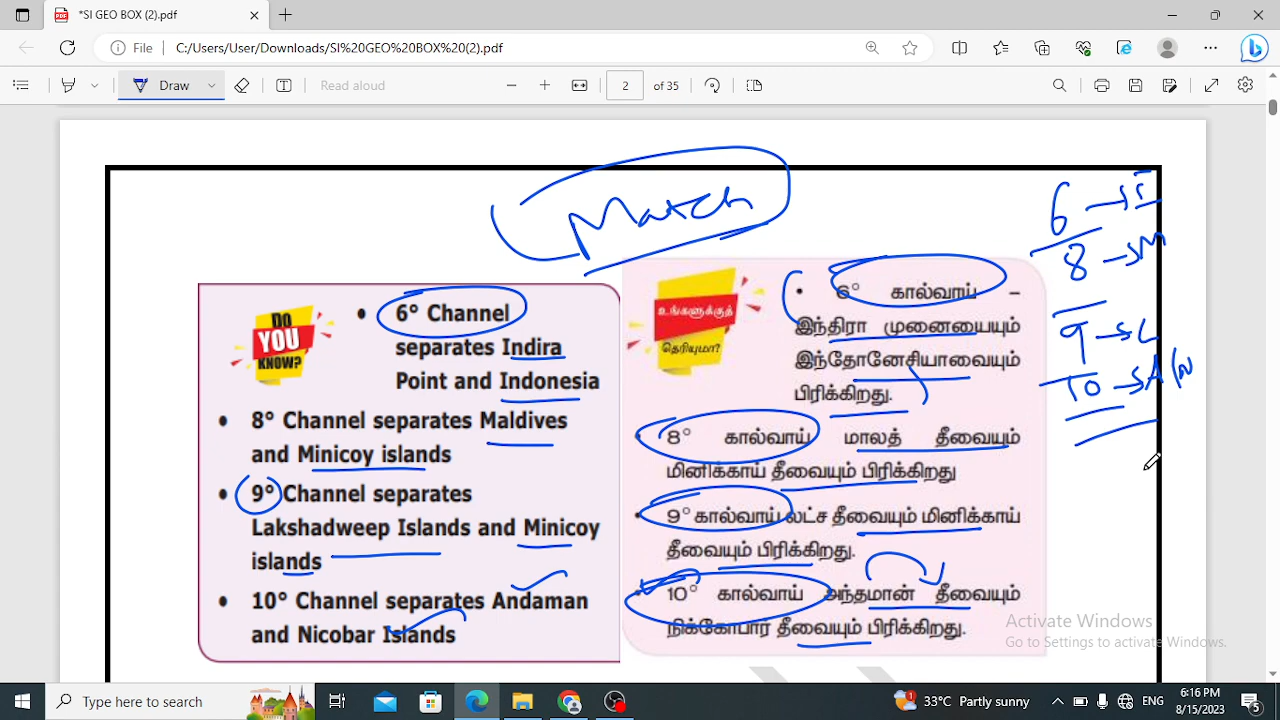 *SI GEO BOX (2).pdf
File
C:/Users/User/Downloads/SI%20GEO%20BOX%20(2).pdf
Draw
Read aloud
2
of 35
Match
6 → I
8 → M
9 → L
10 → A/N
DO
YOU
KNOW?
• 6° Channel
separates Indira
Point and Indonesia
• 8° Channel separates Maldives
and Minicoy islands
• 9° Channel separates
Lakshadweep Islands and Minicoy
islands
• 10° Channel separates Andaman
and Nicobar Islands
உங்களுக்குத்
தெரியுமா?
• 6° கால்வாய் –
இந்திரா முனையையும்
இந்தோனேசியாவையும்
பிரிக்கிறது.
• 8° கால்வாய் மாலத் தீவையும்
மினிக்காய் தீவையும் பிரிக்கிறது
• 9° கால்வாய் லட்ச தீவையும் மினிக்காய்
தீவையும் பிரிக்கிறது.
• 10° கால்வாய் அந்தமான் தீவையும்
நிக்கோபார் தீவையும் பிரிக்கிறது.
Activate Windows
Go to Settings to activate Windows.
Type here to search
33°C Partly sunny
ENG
6:16 PM
8/15/2023
5